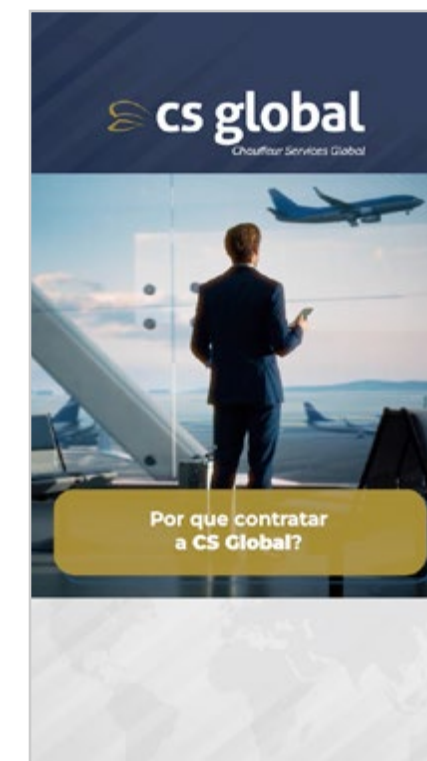 cs global
Chauffeur Services Global
Por que contratar
a CS Global?